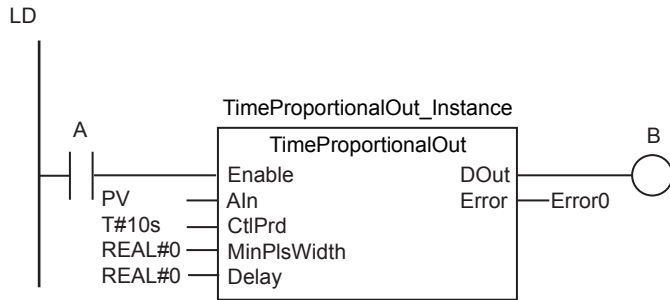 LD
A
TimeProportionalOut_Instance
TimeProportionalOut
B
Enable DOut
PV AIn Error Error0
T#10s CtlPrd
REAL#0 MinPlsWidth
REAL#0 Delay